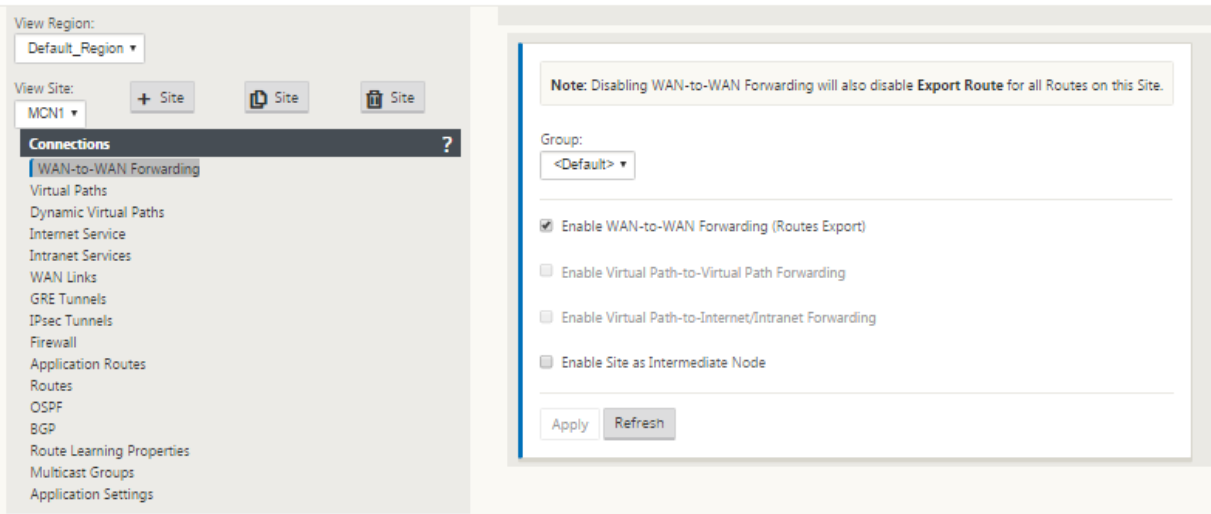 View Region:
Default_Region ▾
View Site:
+ Site
Site
Site
MCN1 ▾
Connections ?
WAN-to-WAN Forwarding
Virtual Paths
Dynamic Virtual Paths
Internet Service
Intranet Services
WAN Links
GRE Tunnels
IPsec Tunnels
Firewall
Application Routes
Routes
OSPF
BGP
Route Learning Properties
Multicast Groups
Application Settings
Note: Disabling WAN-to-WAN Forwarding will also disable Export Route for all Routes on this Site.
Group:
<Default> ▾
Enable WAN-to-WAN Forwarding (Routes Export)
Enable Virtual Path-to-Virtual Path Forwarding
Enable Virtual Path-to-Internet/Intranet Forwarding
Enable Site as Intermediate Node
Apply
Refresh